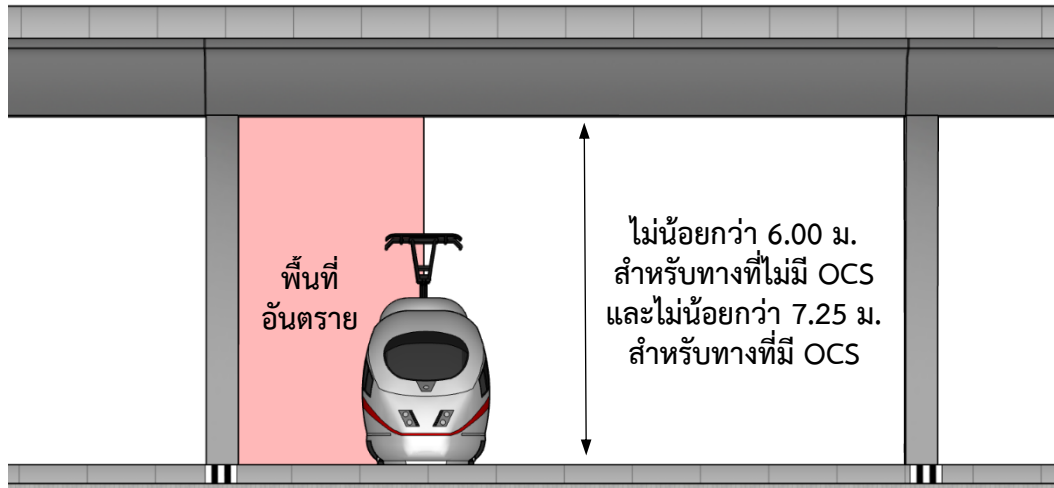 พื้นที่
อันตราย
ไม่น้อยกว่า 6.00 ม.
สำหรับทางที่ไม่มี OCS
และไม่น้อยกว่า 7.25 ม.
สำหรับทางที่มี OCS